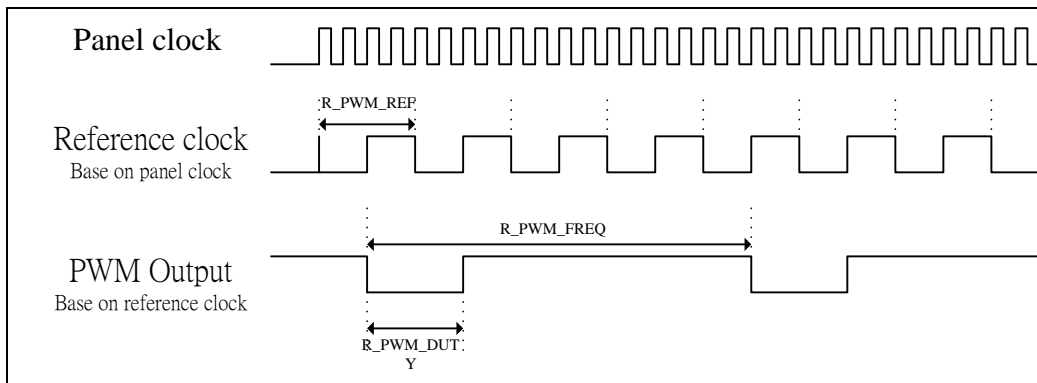 Panel clock
R_PWM_REF
Reference clock
Base on panel clock
R_PWM_FREQ
PWM Output
Base on reference clock
R_PWM_DUT
Y